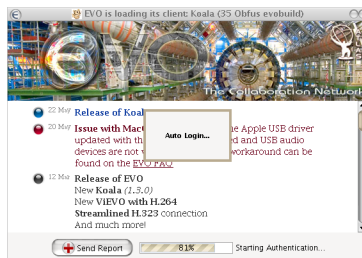 EVO is loading its client: Koala (35 Obfus evobuild)
EVO
The Collaboration Network
22 May Release of Koal
20 May Issue with Mac e Apple USB driver
updated with th d and USB audio
devices are not workaround can be
found on the EVO FAQ
Auto Login...
12 May Release of EVO
New Koala (1.3.0)
New ViEVO with H.264
Streamlined H.323 connection
And much more!
Send Report 81% Starting Authentication...